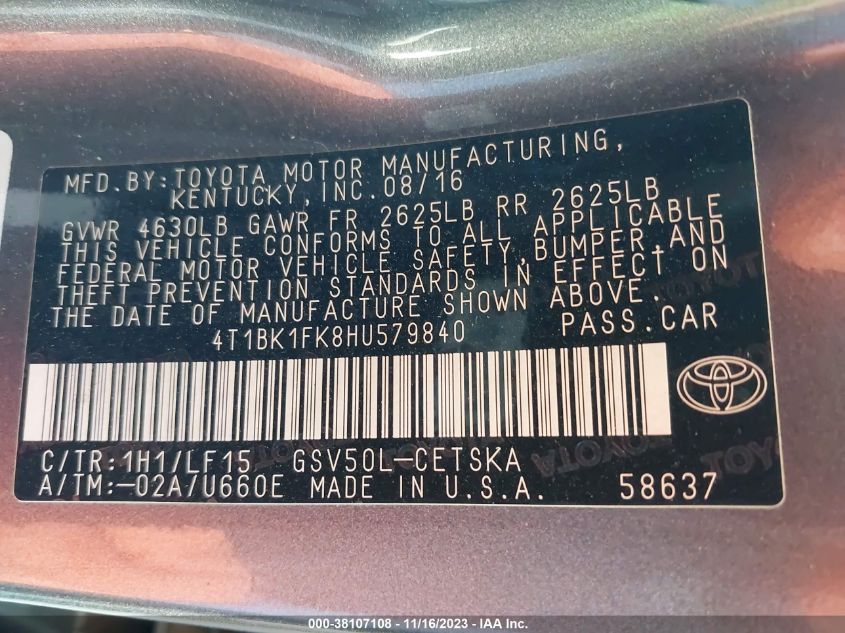 MFD.BY:TOYOTA MOTOR MANUFACTURING,
KENTUCKY, INC.08/16
GVWR 4630LB GAWR FR 2625LB RR 2625LB
THIS VEHICLE CONFORMS TO ALL APPLICABLE
FEDERAL MOTOR VEHICLE SAFETY,BUMPER,AND
THEFT PREVENTION STANDARDS IN EFFECT ON
THE DATE OF MANUFACTURE SHOWN ABOVE.
4T1BK1FK8HU579840 PASS.CAR
C/TR:1H1/LF15 GSV50L-CETSKA
A/TM:-02A/U660E MADE IN U.S.A. 58637
000-38107108 - 11/16/2023 - IAA Inc.